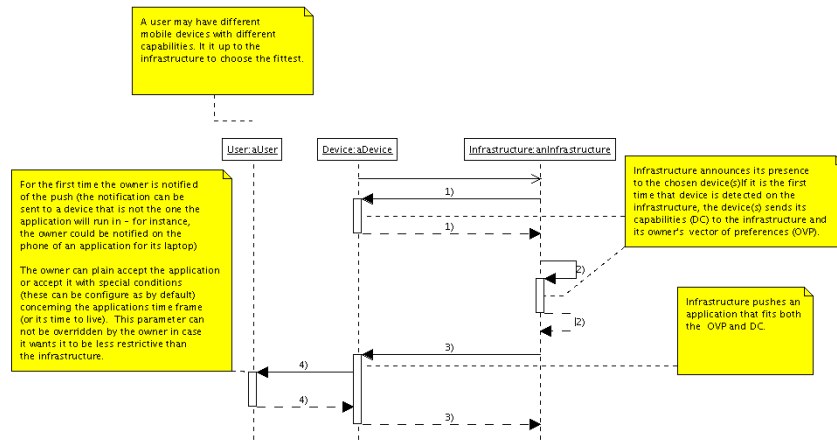 A user may have different
mobile devices with different
capabilities. It it up to the
infrastructure to choose the fittest.
User:aUser
Device:aDevice
Infrastructure:anInfrastructure
For the first time the owner is notified
of the push (the notification can be
sent to a device that is not the one the
application will run in – for instance,
the owner could be notified on the
phone of an application for its laptop)
The owner can plain accept the application
or accept it with special conditions
(these can be configure as by default)
concerning the applications time frame
(or its time to live). This parameter can
not be overridden by the owner in case
it wants it to be less restrictive than
the infrastructure.
Infrastructure announces its presence
to the chosen device(s)If it is the first
time that device is detected on the
infrastructure, the device(s) sends its
capabilities (DC) to the infrastructure and
its owner's vector of preferences (OVP).
1)
1)
2)
2)
Infrastructure pushes an
application that fits both
the OVP and DC.
3)
4)
4)
3)